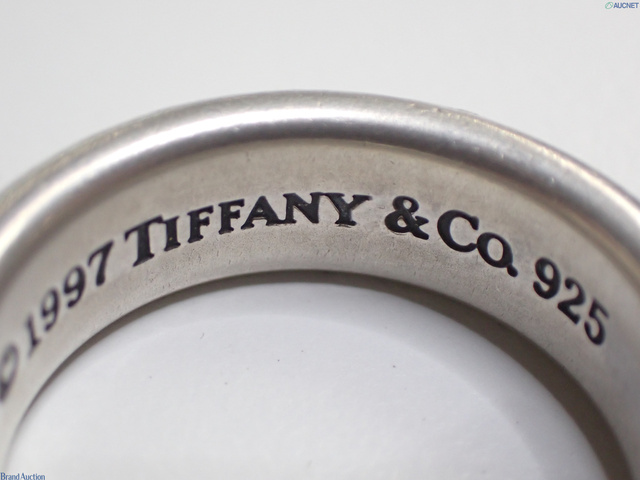 AUCNET
© 1997 TIFFANY & CO. 925
Brand Auction